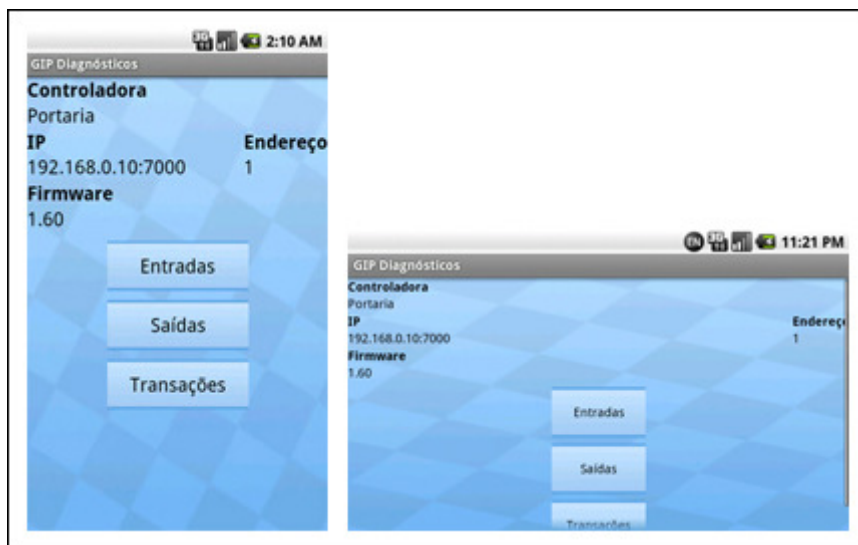 2:10 AM
GIP Diagnósticos
Controladora
Portaria
IP Endereço
192.168.0.10:7000 1
Firmware
1.60
Entradas
Saídas
Transações
11:21 PM
GIP Diagnósticos
Controladora
Portaria
IP Endereço
192.168.0.10:7000 1
Firmware
1.60
Entradas
Saídas
Transações